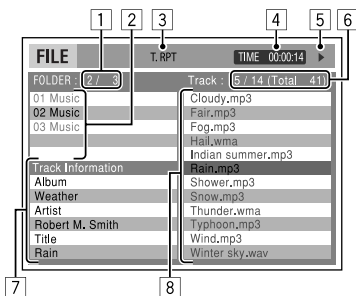 1 2 3 4 5 6
FILE T. RPT TIME 00:00:14
FOLDER : 2 / 3 Track : 5 / 14 (Total 41)
01 Music
02 Music
03 Music
Track Information
Album
Weather
Artist
Robert M. Smith
Title
Rain
Cloudy.mp3
Fair.mp3
Fog.mp3
Hail.wma
Indian summer.mp3
Rain.mp3
Shower.mp3
Snow.mp3
Thunder.wma
Typhoon.mp3
Wind.mp3
Winter sky.wav
7 8